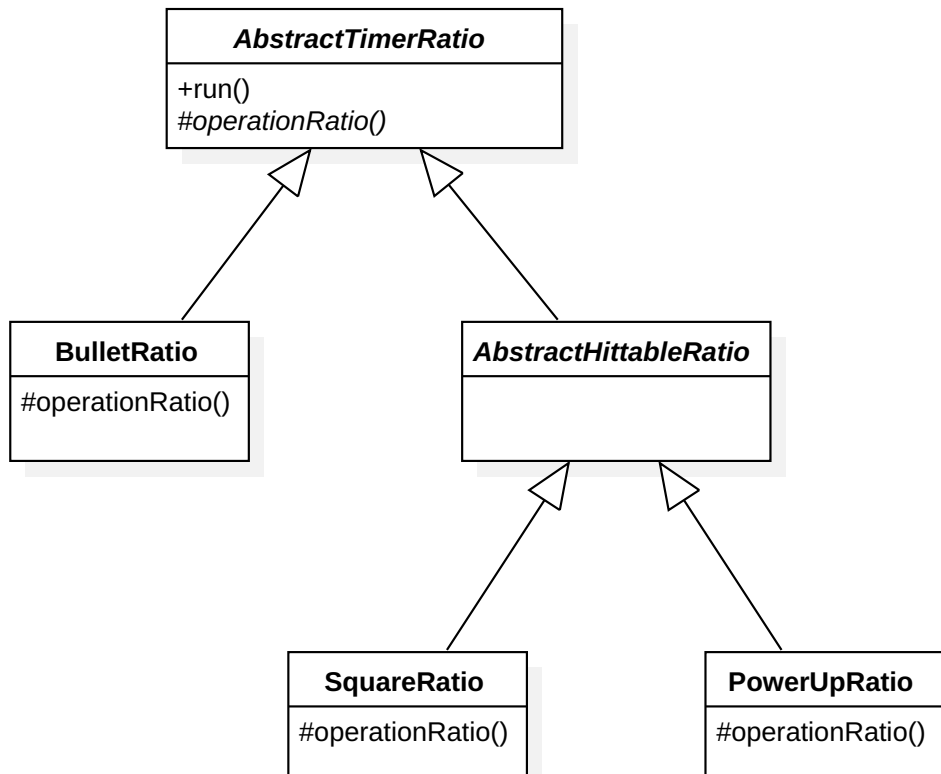 AbstractTimerRatio
+run()
#operationRatio()
BulletRatio
#operationRatio()
AbstractHittableRatio
SquareRatio
#operationRatio()
PowerUpRatio
#operationRatio()